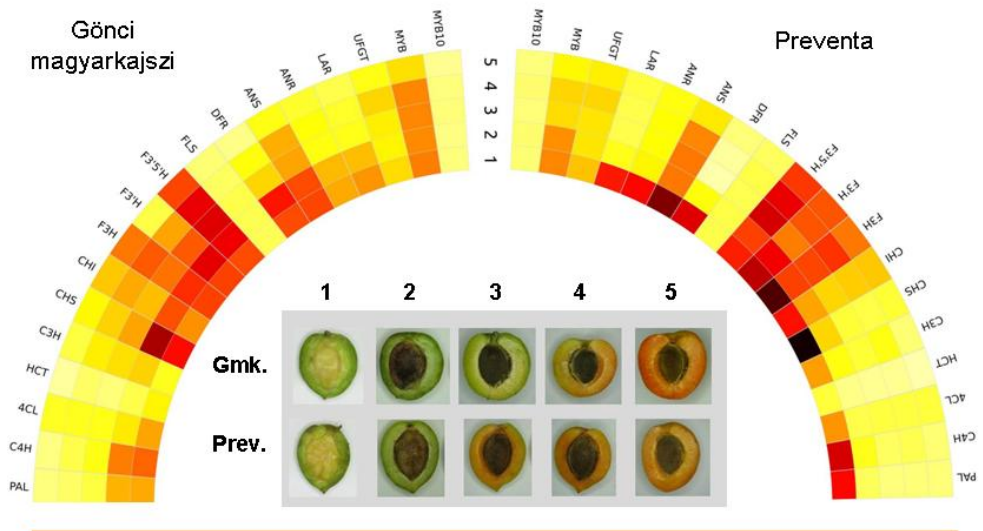 Gönci
magyarkajszi
Preventa
PAL
C4H
4CL
HCT
C3H
CHS
CHI
F3H
F3'H
F3'5'H
FLS
DFR
ANS
ANR
LAR
UFGT
MYB
MYB10
5
4
3
2
1
MYB10
MYB
UFGT
LAR
ANR
ANS
DFR
FLS
F3'5'H
F3'H
F3H
CHI
CHS
C3H
HCT
4CL
C4H
PAL
1 2 3 4 5
Gmk.
Prev.